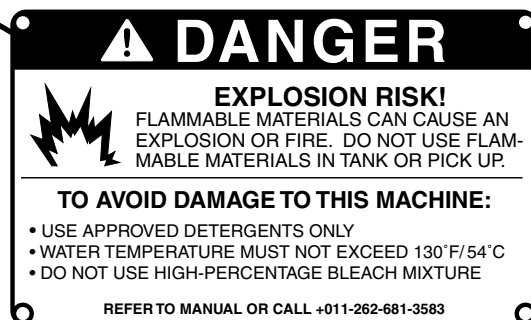 DANGER
EXPLOSION RISK!
FLAMMABLE MATERIALS CAN CAUSE AN
EXPLOSION OR FIRE. DO NOT USE FLAM-
MABLE MATERIALS IN TANK OR PICK UP.
TO AVOID DAMAGE TO THIS MACHINE:
• USE APPROVED DETERGENTS ONLY
• WATER TEMPERATURE MUST NOT EXCEED 130˚F/54˚C
• DO NOT USE HIGH-PERCENTAGE BLEACH MIXTURE
REFER TO MANUAL OR CALL +011-262-681-3583